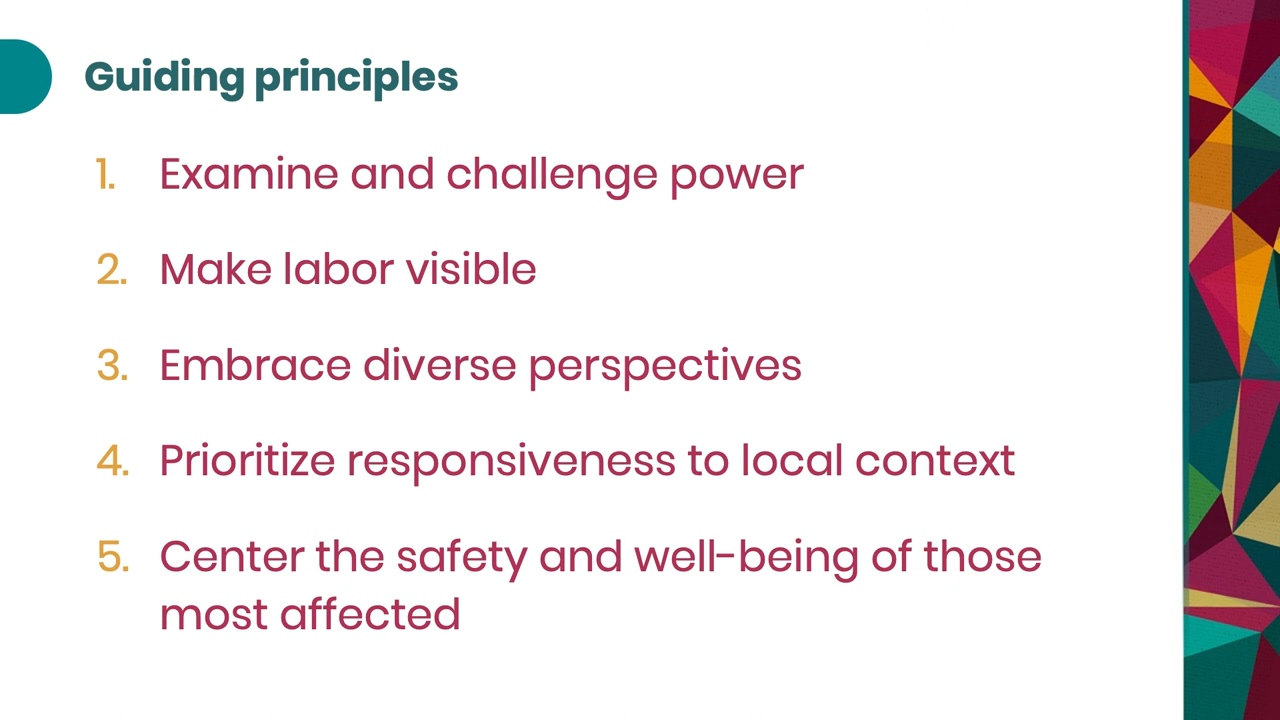 Guiding principles
1. Examine and challenge power
2. Make labor visible
3. Embrace diverse perspectives
4. Prioritize responsiveness to local context
5. Center the safety and well-being of those
most affected